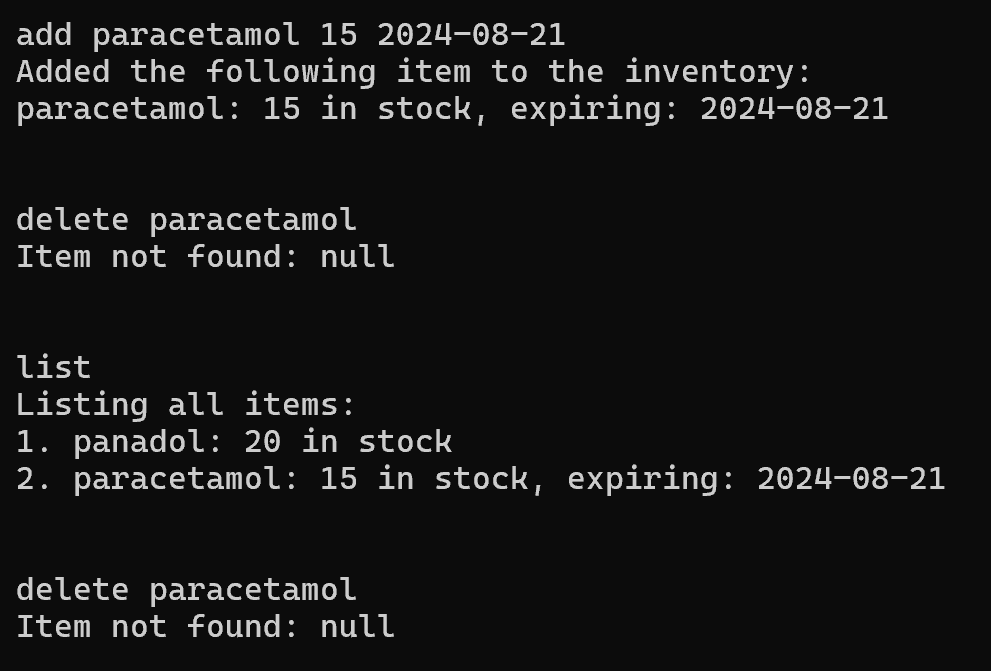 add paracetamol 15 2024-08-21
Added the following item to the inventory:
paracetamol: 15 in stock, expiring: 2024-08-21
delete paracetamol
Item not found: null
list
Listing all items:
1. panadol: 20 in stock
2. paracetamol: 15 in stock, expiring: 2024-08-21
delete paracetamol
Item not found: null